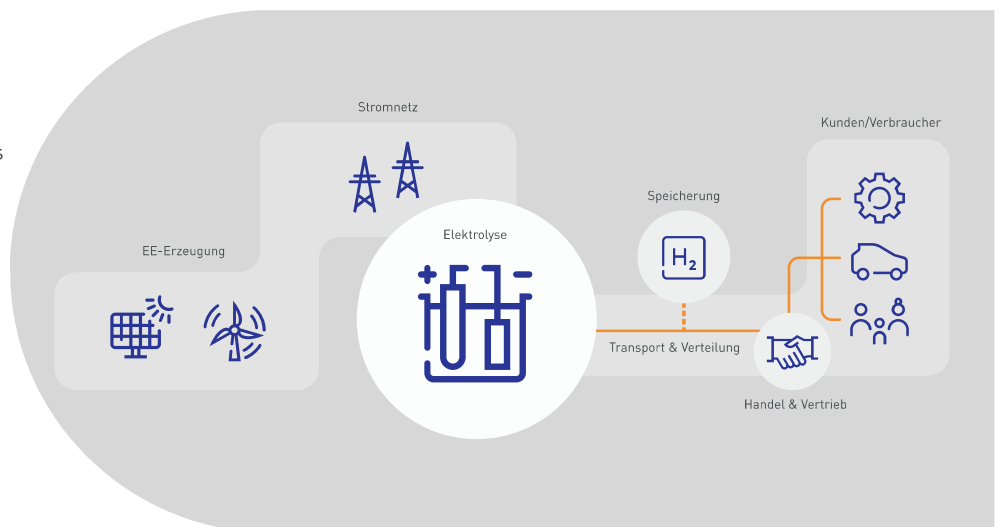 Stromnetz
Kunden/Verbraucher
s
Speicherung
Elektrolyse
EE-Erzeugung
H₂
Transport & Verteilung
Handel & Vertrieb